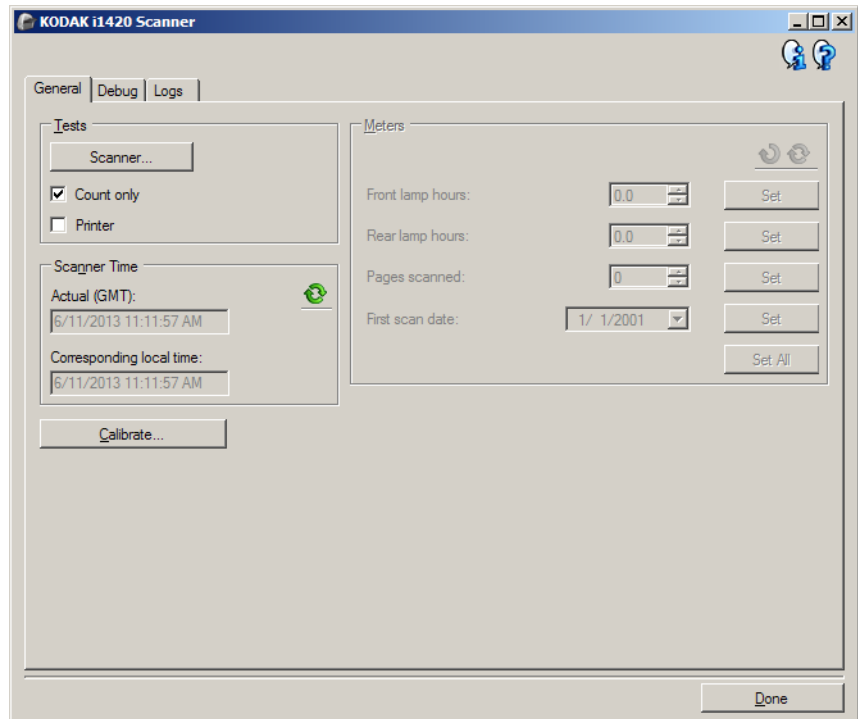 KODAK i1420 Scanner
General Debug Logs
Tests
Scanner...
Count only
Printer
Scanner Time
Actual (GMT):
6/11/2013 11:11:57 AM
Corresponding local time:
6/11/2013 11:11:57 AM
Calibrate...
Meters
Front lamp hours: 0.0 Set
Rear lamp hours: 0.0 Set
Pages scanned: 0 Set
First scan date: 1/ 1/2001 Set
Set All
Done